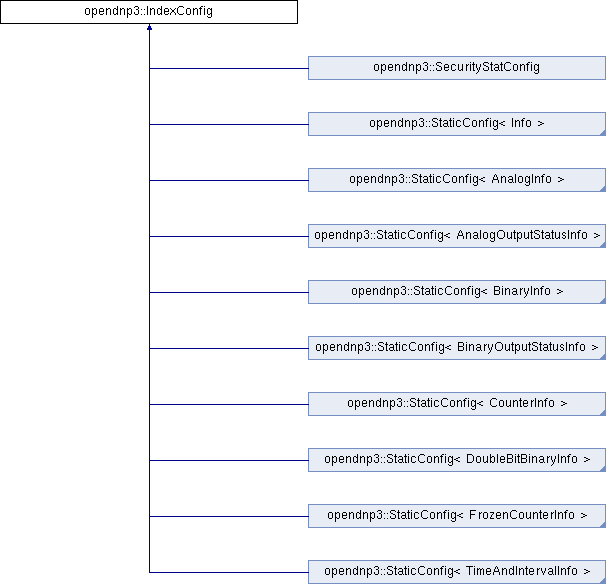 opendnp3::IndexConfig
opendnp3::SecurityStatConfig
opendnp3::StaticConfig< Info >
opendnp3::StaticConfig< AnalogInfo >
opendnp3::StaticConfig< AnalogOutputStatusInfo >
opendnp3::StaticConfig< BinaryInfo >
opendnp3::StaticConfig< BinaryOutputStatusInfo >
opendnp3::StaticConfig< CounterInfo >
opendnp3::StaticConfig< DoubleBitBinaryInfo >
opendnp3::StaticConfig< FrozenCounterInfo >
opendnp3::StaticConfig< TimeAndIntervalInfo >